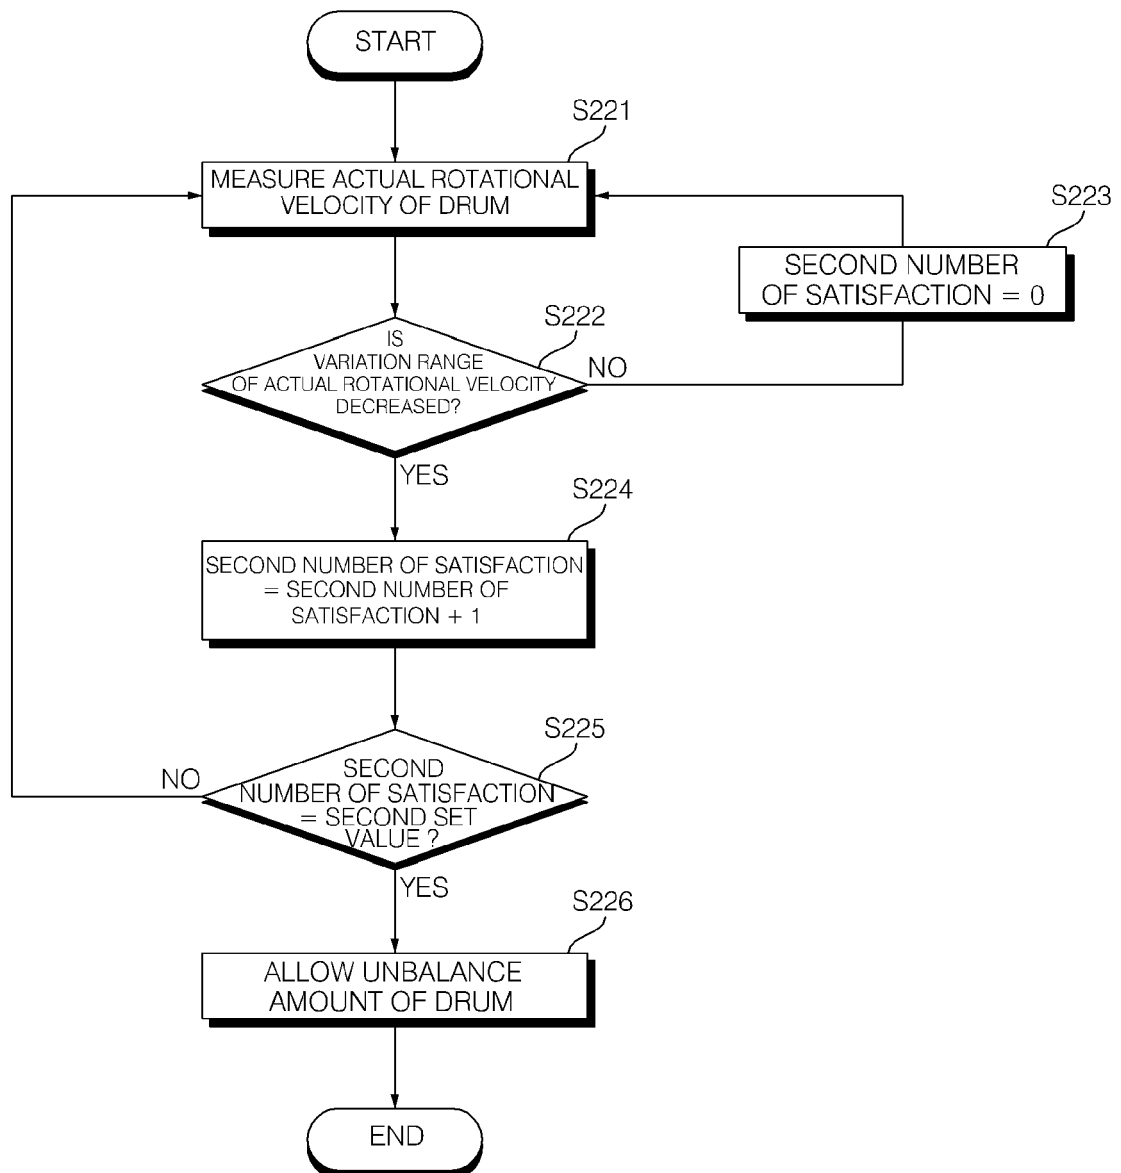 START
S221
MEASURE ACTUAL ROTATIONAL
VELOCITY OF DRUM
S223
SECOND NUMBER
OF SATISFACTION = 0
S222
IS
VARIATION RANGE
OF ACTUAL ROTATIONAL VELOCITY
DECREASED?
NO
YES
S224
SECOND NUMBER OF SATISFACTION
= SECOND NUMBER OF
SATISFACTION + 1
S225
SECOND
NUMBER OF SATISFACTION
= SECOND SET
VALUE ?
NO
YES
S226
ALLOW UNBALANCE
AMOUNT OF DRUM
END